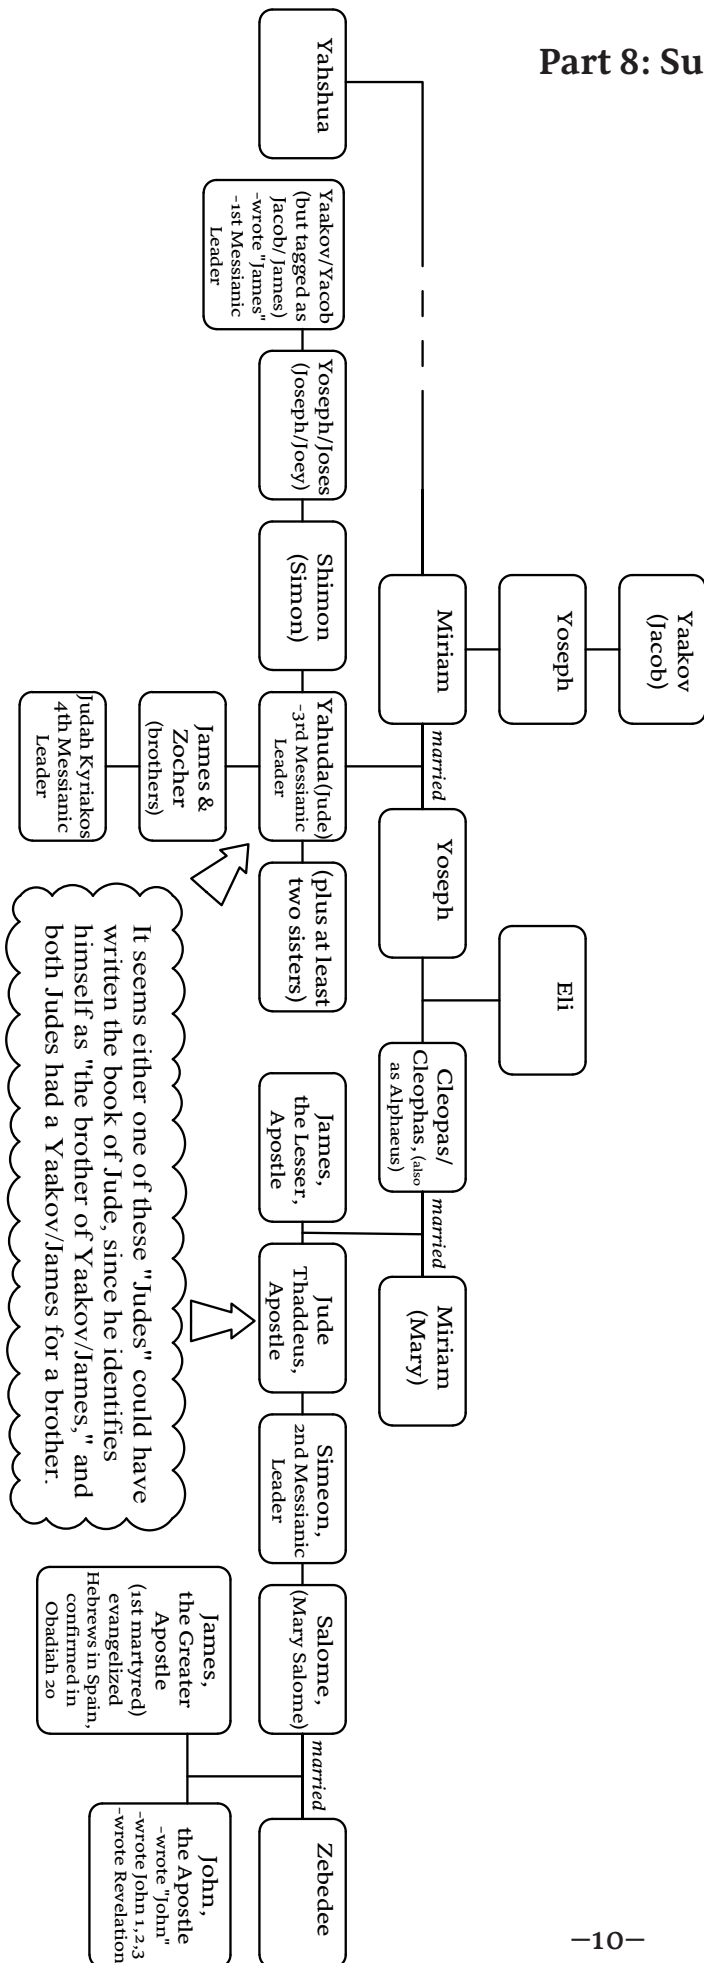 Part 8: Su
Yaakov
(Jacob)
Yoseph
Eli
Miriam
married
Yoseph
Cleopas/
Cleophas, (also
as Alphaeus)
married
Miriam
(Mary)
Yahshua
Yaakov/Yacob
(but tagged as
Jacob/ James)
-wrote "James"
-1st Messianic
Leader
Yoseph/Joses
(Joseph/Joey)
Shimon
(Simon)
Yahuda(Jude)
-3rd Messianic
Leader
(plus at least
two sisters)
James,
the Lesser,
Apostle
Jude
Thaddeus,
Apostle
Simeon,
2nd Messianic
Leader
Salome,
(Mary Salome)
married
Zebedee
James &
Zocher
(brothers)
Judah Kyriakos
4th Messianic
Leader
It seems either one of these "Judes" could have
written the book of Jude, since he identifies
himself as "the brother of Yaakov/James," and
both Judes had a Yaakov/James for a brother.
James,
the Greater
Apostle
(1st martyred)
evangelized
Hebrews in Spain,
confirmed in
Obadiah 20
John,
the Apostle
-wrote "John"
-wrote John 1,2,3
-wrote Revelation
–10–